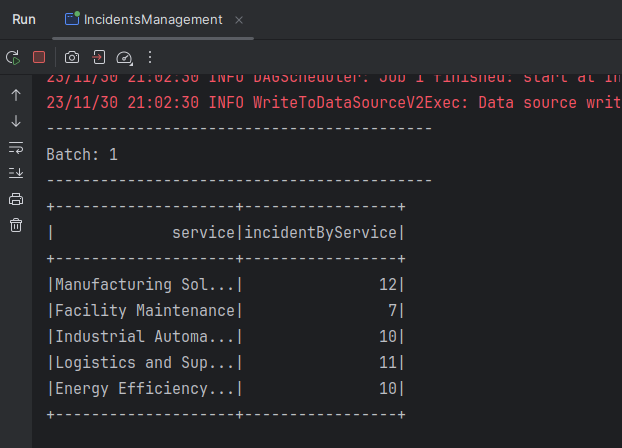 Run IncidentsManagement
23/11/30 21:02:30 INFO DAGScheduler: Job 1 finished: start at In
23/11/30 21:02:30 INFO WriteToDataSourceV2Exec: Data source writ
-------------------------------------------
Batch: 1
-------------------------------------------
+--------------------+-----------------+
|             service|incidentByService|
+--------------------+-----------------+
|Manufacturing Sol...|               12|
|Facility Maintenance|                7|
|Industrial Automa...|               10|
|Logistics and Sup...|               11|
|Energy Efficiency...|               10|
+--------------------+-----------------+